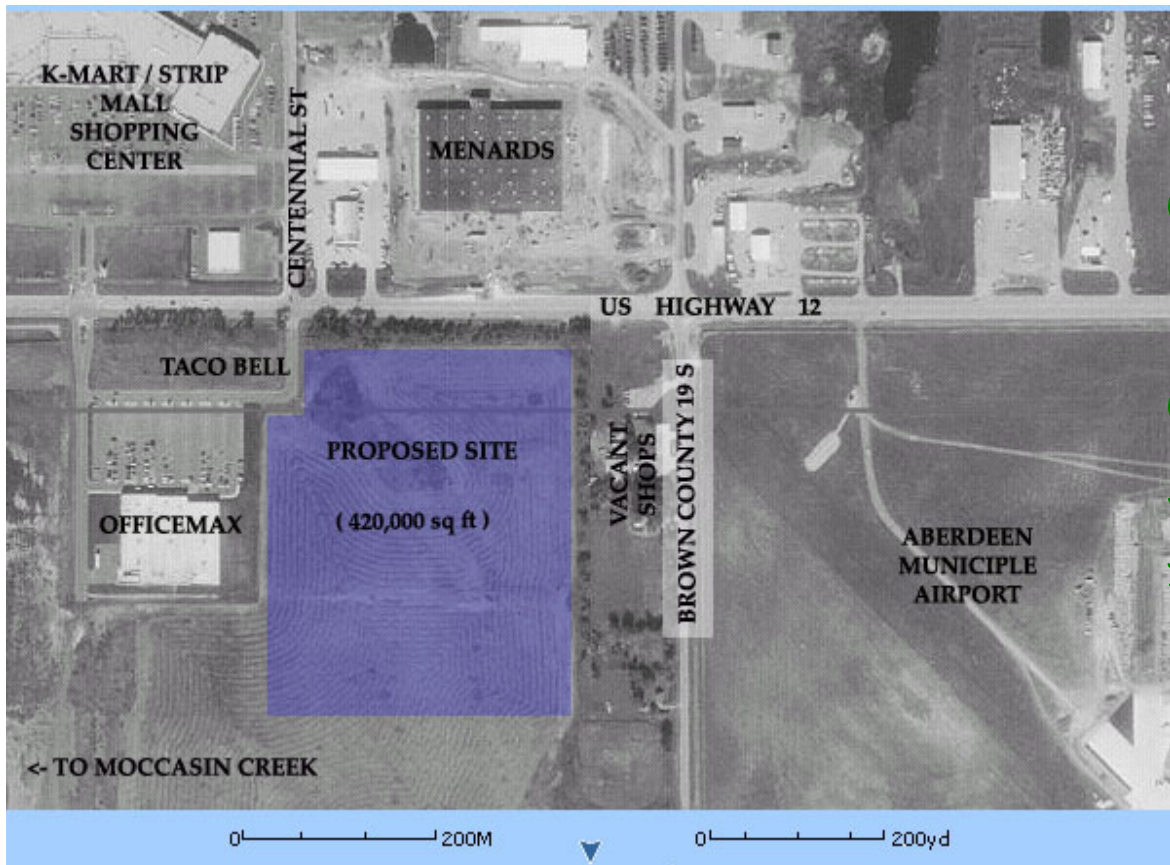 K-MART / STRIP
MALL
SHOPPING
CENTER
CENTENNIAL ST
MENARDS
US HIGHWAY 12
TACO BELL
PROPOSED SITE
( 420,000 sq ft )
OFFICEMAX
VACANT
SHOPS
BROWN COUNTY 19 S
ABERDEEN
MUNICIPLE
AIRPORT
<- TO MOCCASIN CREEK
0 200M
0 200yd